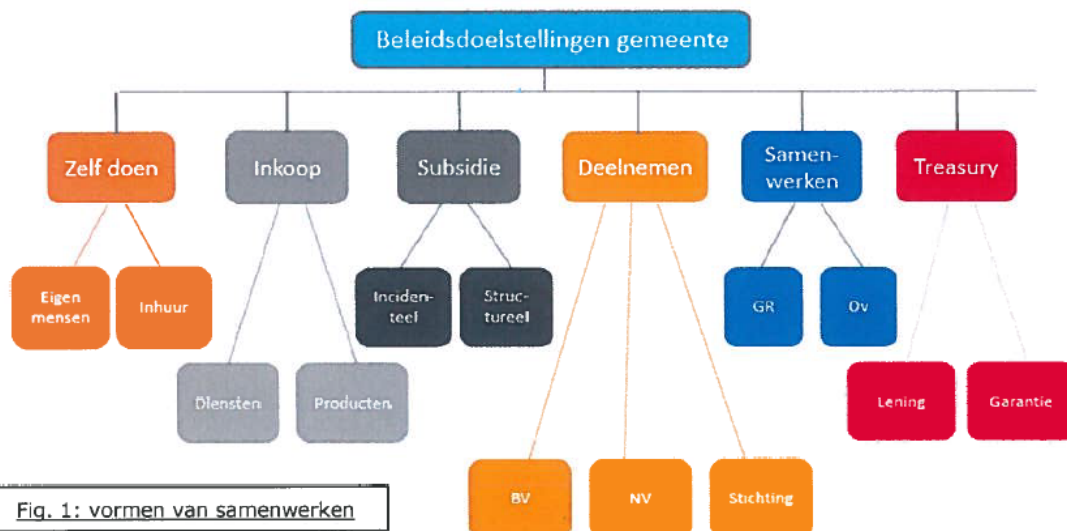 Beleidsdoelstellingen gemeente
Zelf doen
Inkoop
Subsidie
Deelnemen
Samen-
werken
Treasury
Eigen
mensen
Inhuur
Inciden-
teel
Struc-
tureel
GR
Ov
Diensten
Producten
Lening
Garantie
BV
NV
Stichting
Fig. 1: vormen van samenwerken